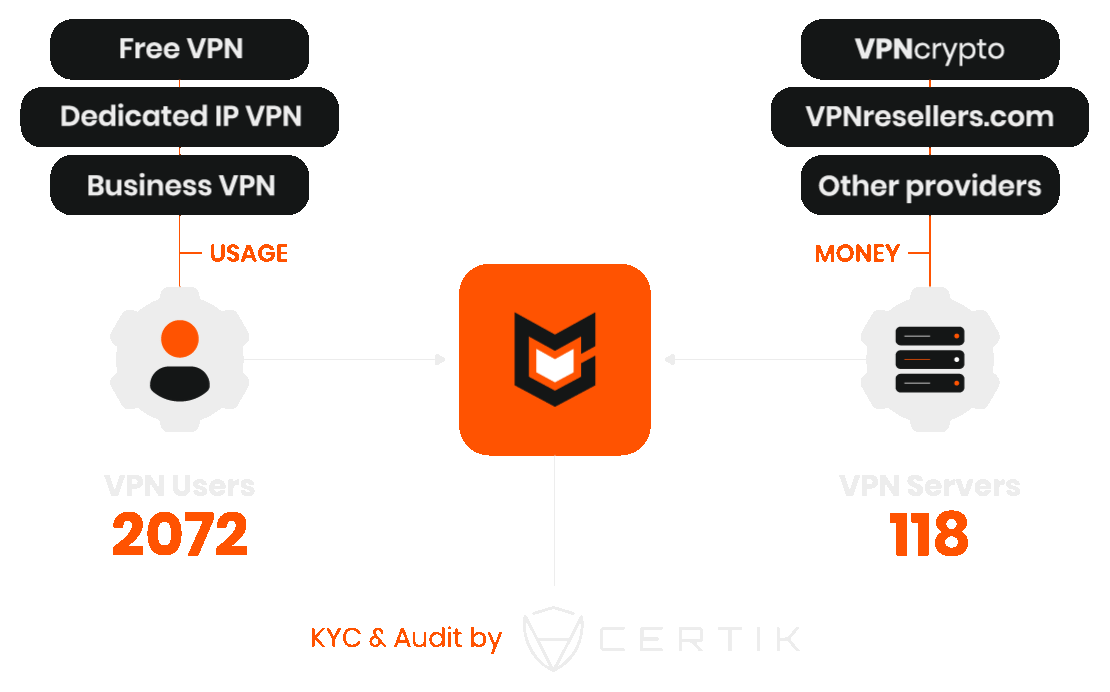 Free VPN
Dedicated IP VPN
Business VPN
USAGE
VPN Users
2072
VPNcrypto
VPNresellers.com
Other providers
MONEY
VPN Servers
118
KYC & Audit by CERTIK